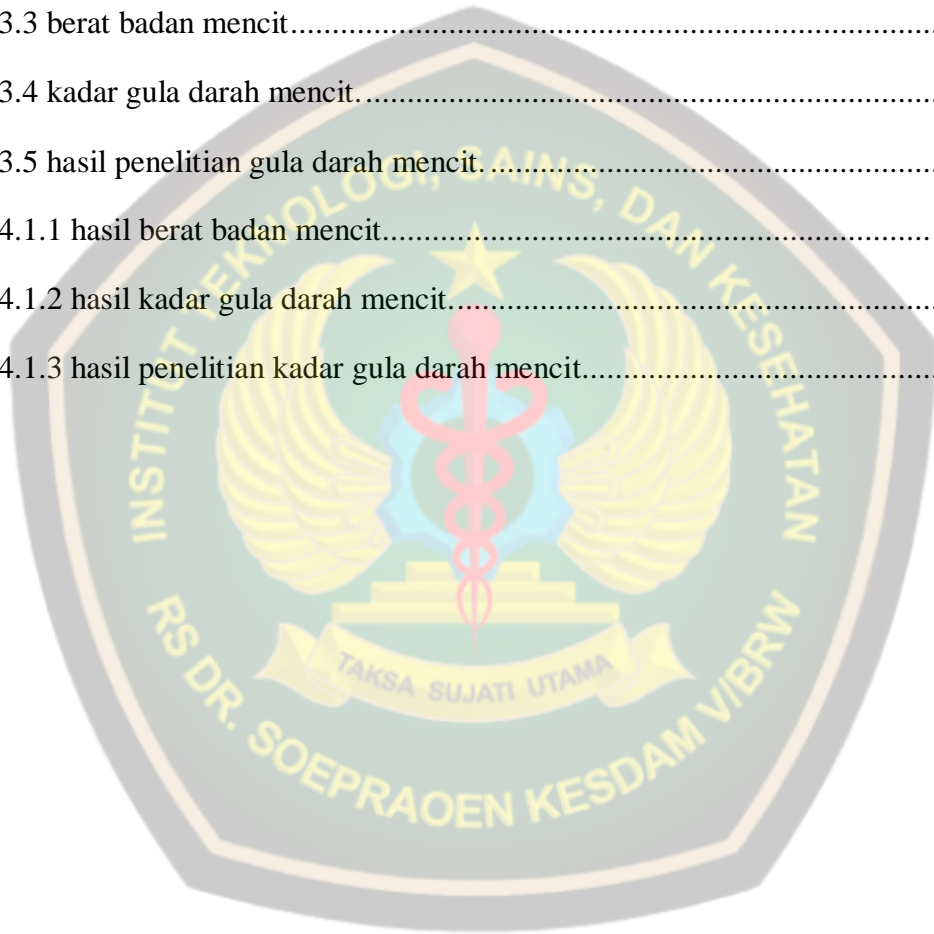 3.3 berat badan mencit................................................................................
3.4 kadar gula darah mencit.......................................................................
3.5 hasil penelitian gula darah mencit........................................................
4.1.1 hasil berat badan mencit.....................................................................
4.1.2 hasil kadar gula darah mencit.............................................................
4.1.3 hasil penelitian kadar gula darah mencit............................................
INSTITUT TEKNOLOGI, SAINS, DAN KESEHATAN
TAKSA SUJATI UTAMA
RS DR. SOEPRAOEN KESDAM V/BRW